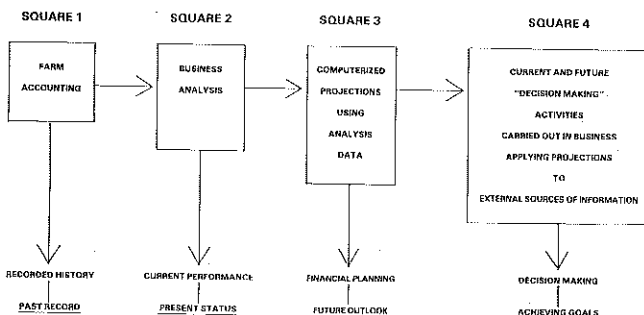 SQUARE 1
SQUARE 2
SQUARE 3
SQUARE 4
FARM
ACCOUNTING
BUSINESS
ANALYSIS
COMPUTERIZED
PROJECTIONS
USING
ANALYSIS
DATA
CURRENT AND FUTURE
"DECISION MAKING"
ACTIVITIES
CARRIED OUT IN BUSINESS
APPLYING PROJECTIONS
TO
EXTERNAL SOURCES OF INFORMATION
RECORDED HISTORY
PAST RECORD
CURRENT PERFORMANCE
PRESENT STATUS
FINANCIAL PLANNING
FUTURE OUTLOOK
DECISION MAKING
ACHIEVING GOALS